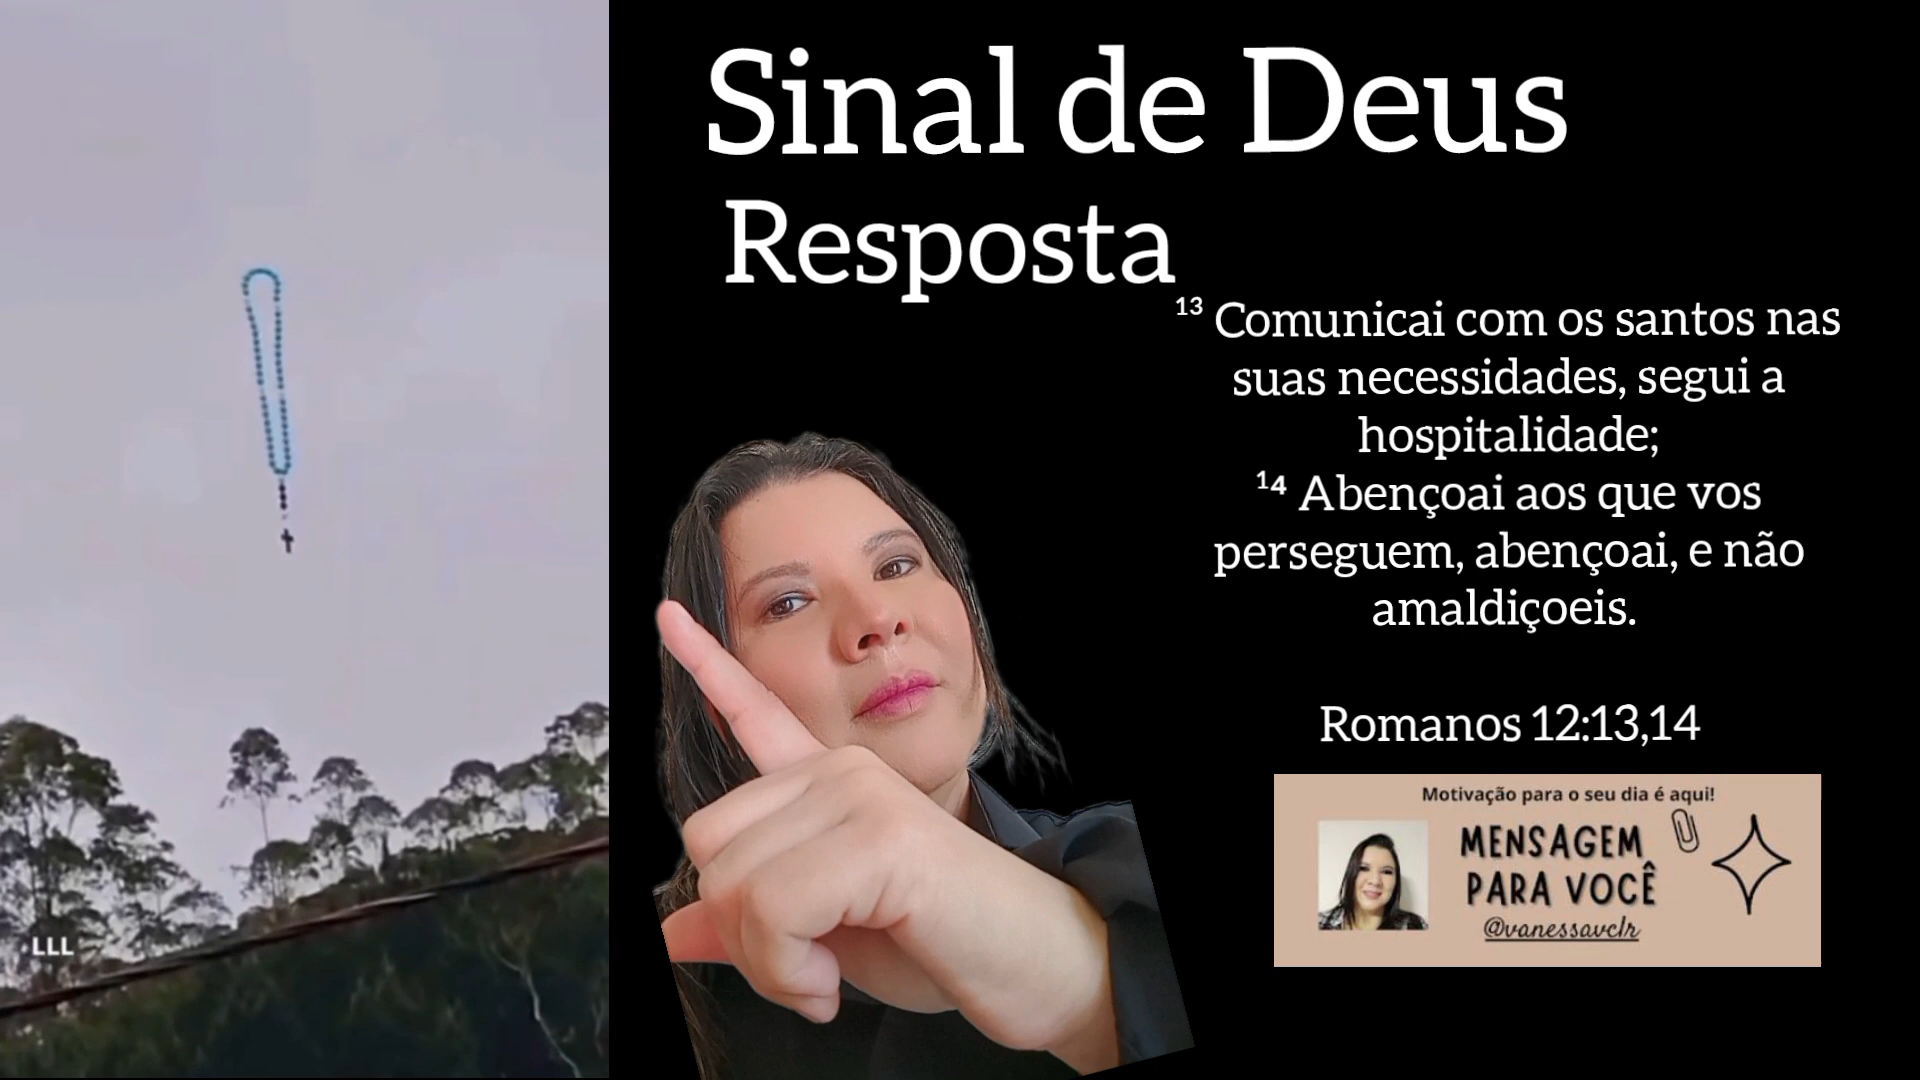 Sinal de Deus
Resposta
¹³ Comunicai com os santos nas
suas necessidades, segui a
hospitalidade;
¹⁴ Abençoai aos que vos
perseguem, abençoai, e não
amaldiçoeis.
Romanos 12:13,14
Motivação para o seu dia é aqui!
MENSAGEM
PARA VOCÊ
@vanessavclr
LLL